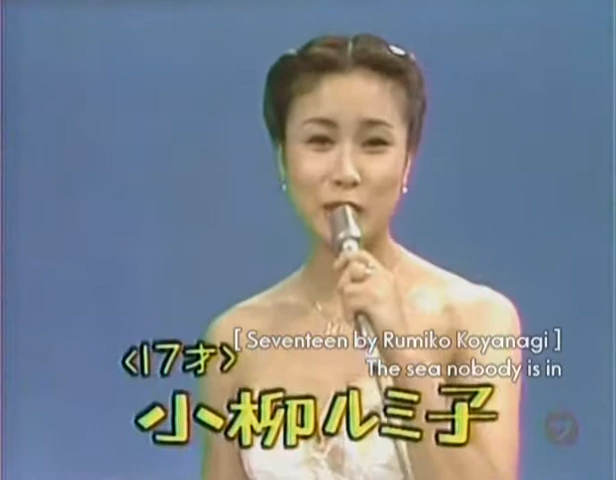 [ Seventeen by Rumiko Koyanagi ]
The sea nobody is in
<17才>
小柳ルミ子